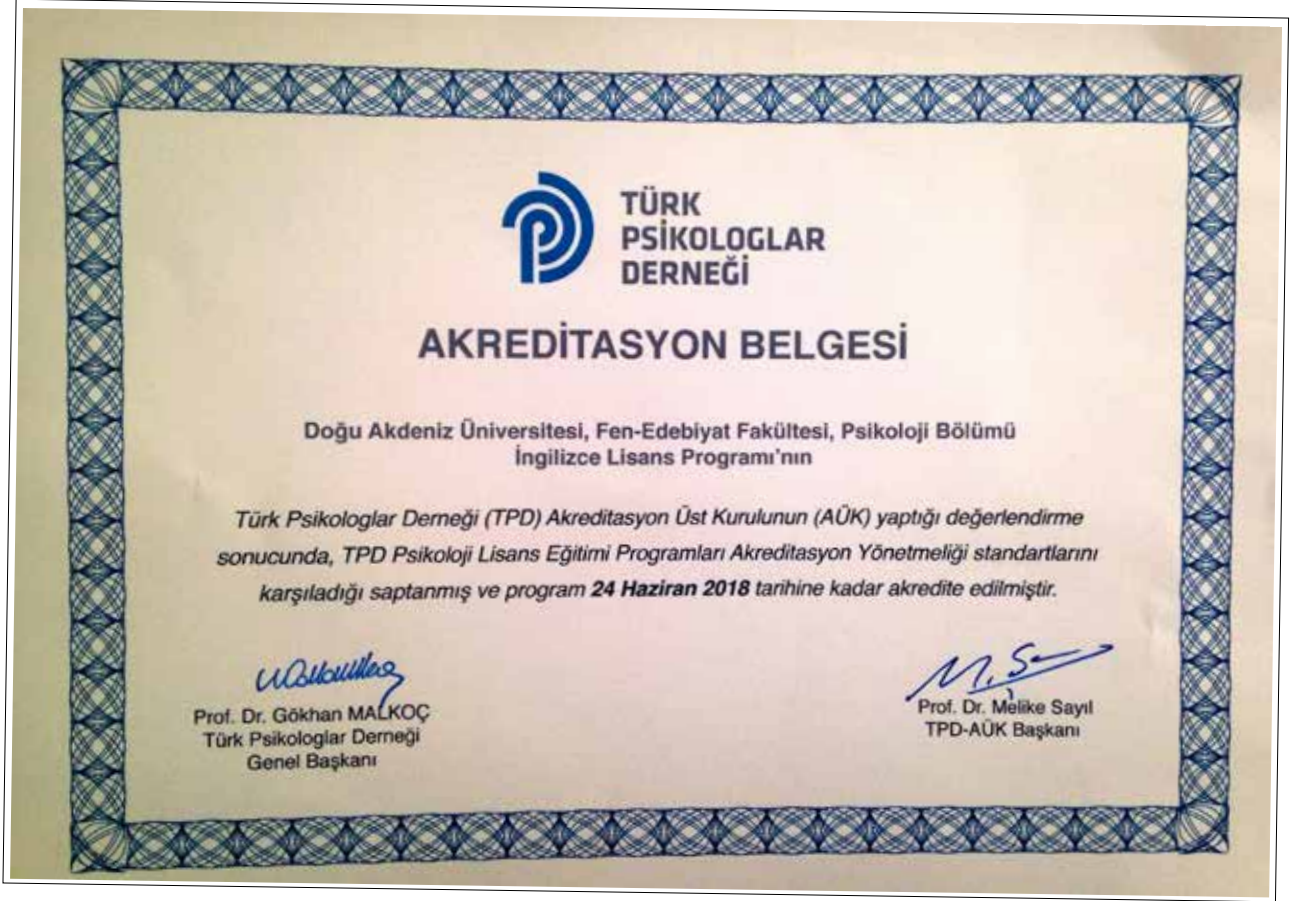 TÜRK
PSİKOLOGLAR
DERNEĞİ
AKREDİTASYON BELGESİ
Doğu Akdeniz Üniversitesi, Fen-Edebiyat Fakültesi, Psikoloji Bölümü
İngilizce Lisans Programı'nın
Türk Psikologlar Derneği (TPD) Akreditasyon Üst Kurulunun (AÜK) yaptığı değerlendirme
sonucunda, TPD Psikoloji Lisans Eğitimi Programları Akreditasyon Yönetmeliği standartlarını
karşıladığı saptanmış ve program 24 Haziran 2018 tarihine kadar akredite edilmiştir.
Prof. Dr. Gökhan MALKOÇ
Türk Psikologlar Derneği
Genel Başkanı
Prof. Dr. Melike Sayıl
TPD-AÜK Başkanı